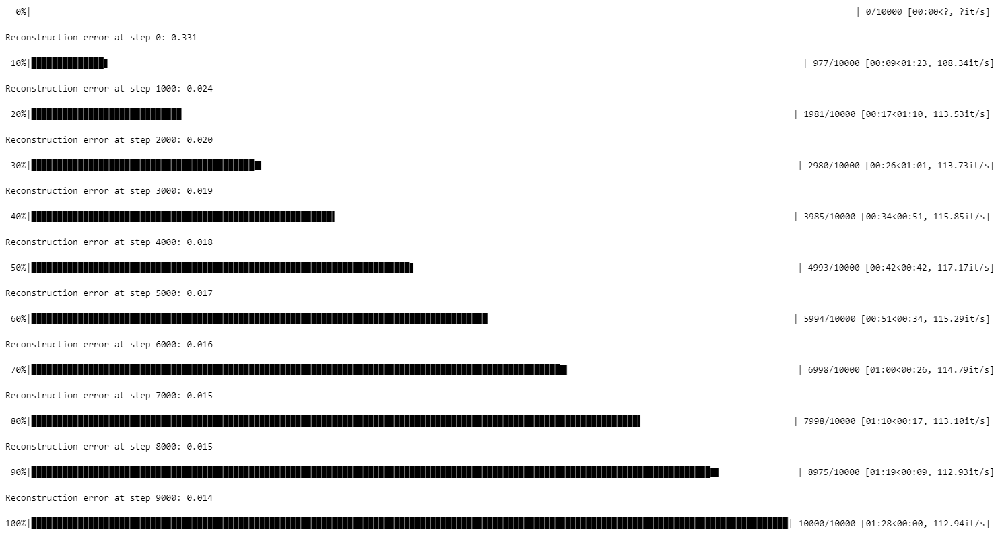 0%| | 0/10000 [00:00<?, ?it/s]
Reconstruction error at step 0: 0.331
10%|██████████████▌ | 977/10000 [00:09<01:23, 108.34it/s]
Reconstruction error at step 1000: 0.024
20%|█████████████████████████████ | 1981/10000 [00:17<01:10, 113.53it/s]
Reconstruction error at step 2000: 0.020
30%|███████████████████████████████████████████▊ | 2980/10000 [00:26<01:01, 113.73it/s]
Reconstruction error at step 3000: 0.019
40%|██████████████████████████████████████████████████████████▎ | 3985/10000 [00:34<00:51, 115.85it/s]
Reconstruction error at step 4000: 0.018
50%|█████████████████████████████████████████████████████████████████████████▍ | 4993/10000 [00:42<00:42, 117.17it/s]
Reconstruction error at step 5000: 0.017
60%|███████████████████████████████████████████████████████████████████████████████████████▉ | 5994/10000 [00:51<00:34, 115.29it/s]
Reconstruction error at step 6000: 0.016
70%|██████████████████████████████████████████████████████████████████████████████████████████████████████▊ | 6998/10000 [01:00<00:26, 114.79it/s]
Reconstruction error at step 7000: 0.015
80%|█████████████████████████████████████████████████████████████████████████████████████████████████████████████████████▎ | 7998/10000 [01:10<00:17, 113.10it/s]
Reconstruction error at step 8000: 0.015
90%|███████████████████████████████████████████████████████████████████████████████████████████████████████████████████████████████████▊ | 8975/10000 [01:19<00:09, 112.93it/s]
Reconstruction error at step 9000: 0.014
100%|██████████████████████████████████████████████████████████████████████████████████████████████████████████████████████████████████████████████████| 10000/10000 [01:28<00:00, 112.94it/s]